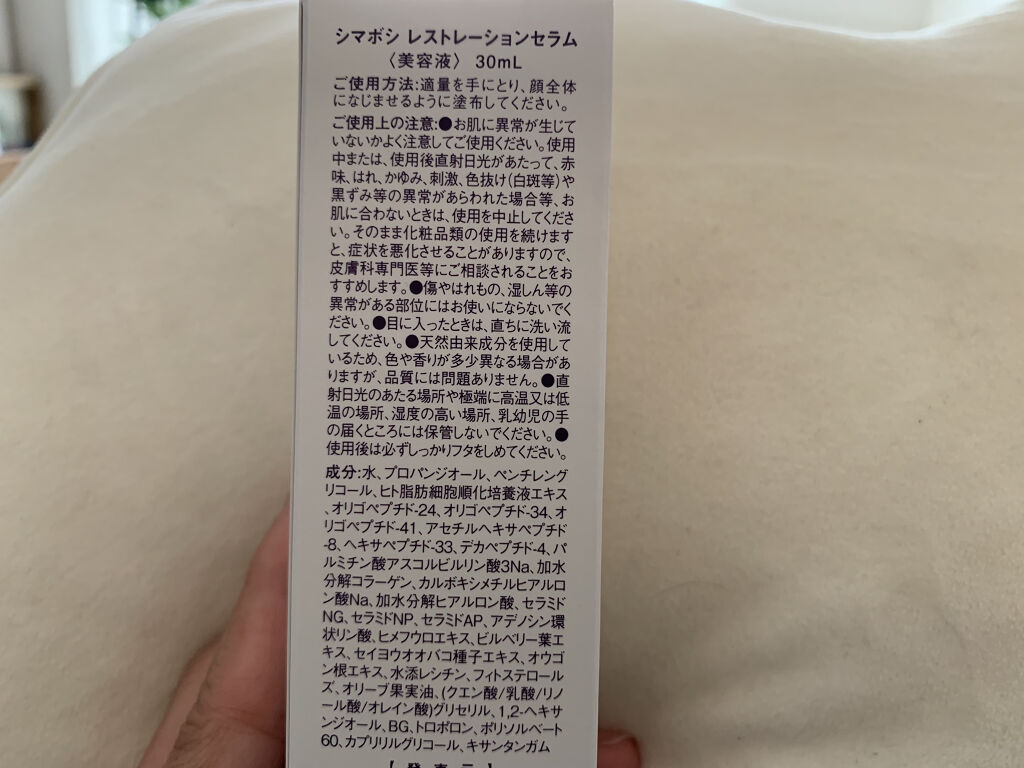 シマボシ レストレーションセラム
〈美容液〉 30mL
ご使用方法:適量を手にとり、顔全体
になじませるように塗布してください。
ご使用上の注意:●お肌に異常が生じて
いないかよく注意してご使用ください。使用
中または、使用後直射日光があたって、赤
味、はれ、かゆみ、刺激、色抜け(白斑等)や
黒ずみ等の異常があらわれた場合等、お
肌に合わないときは、使用を中止してくださ
い。そのまま化粧品類の使用を続けます
と、症状を悪化させることがありますので、
皮膚科専門医等にご相談されることをお
すすめします。●傷やはれもの、湿しん等の
異常がある部位にはお使いにならないでく
ださい。●目に入ったときは、直ちに洗い流
してください。●天然由来成分を使用して
いるため、色や香りが多少異なる場合があ
りますが、品質には問題ありません。●直
射日光のあたる場所や極端に高温又は低
温の場所、湿度の高い場所、乳幼児の手
の届くところには保管しないでください。●
使用後は必ずしっかりフタをしめてください。
成分:水、プロパンジオール、ペンチレング
リコール、ヒト脂肪細胞順化培養液エキス
、オリゴペプチド-24、オリゴペプチド-34、オ
リゴペプチド-41、アセチルヘキサペプチド
-8、ヘキサペプチド-33、デカペプチド-4、パ
ルミチン酸アスコルビルリン酸3Na、加水
分解コラーゲン、カルボキシメチルヒアルロ
ン酸Na、加水分解ヒアルロン酸、セラミド
NG、セラミドNP、セラミドAP、アデノシン環
状リン酸、ヒメフウロエキス、ビルベリー葉エ
キス、セイヨウオオバコ種子エキス、オウゴ
ン根エキス、水添レシチン、フィトステロール
ズ、オリーブ果実油、(クエン酸/乳酸/リノ
ール酸/オレイン酸)グリセリル、1,2-ヘキサ
ンジオール、BG、トロポロン、ポリソルベート
60、カプリリルグリコール、キサンタンガム